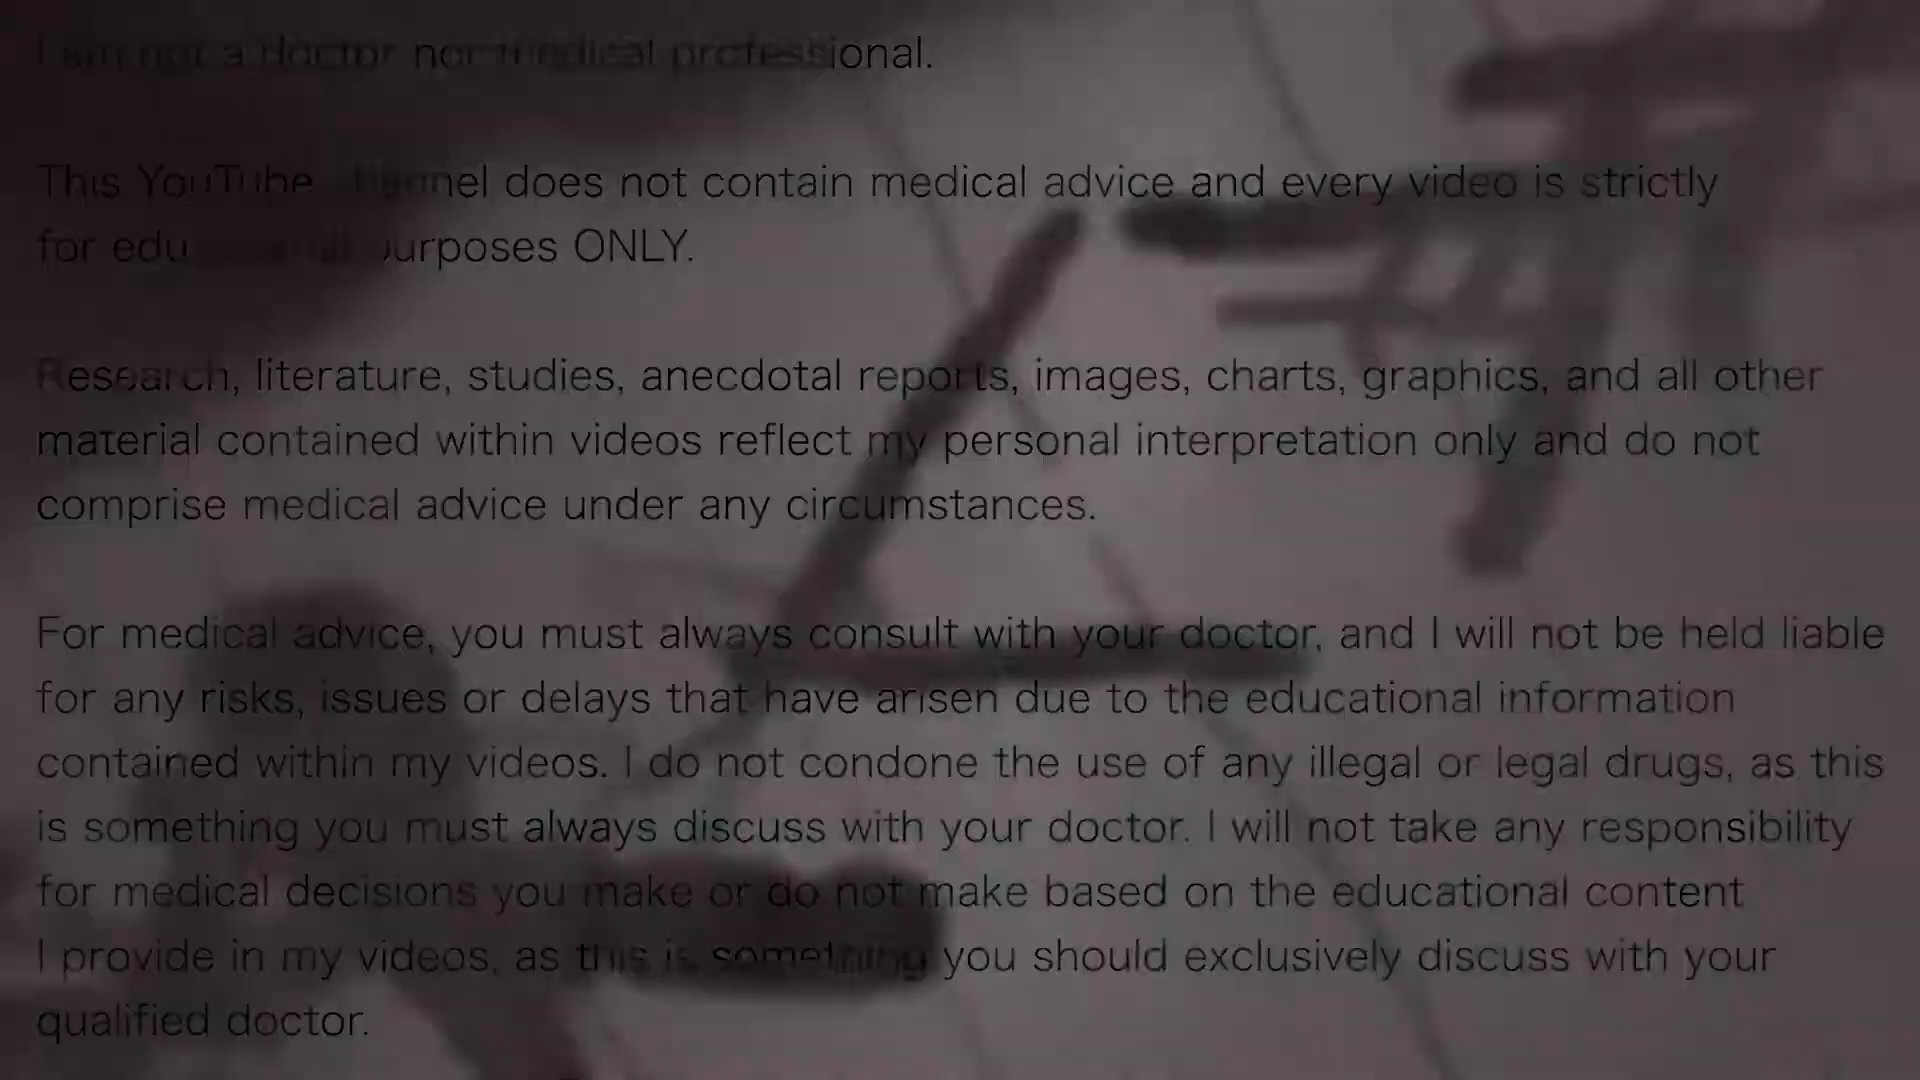 I am not a doctor nor medical professional.
This YouTube channel does not contain medical advice and every video is strictly
for educational purposes ONLY.
Research, literature, studies, anecdotal reports, images, charts, graphics, and all other
material contained within videos reflect my personal interpretation only and do not
comprise medical advice under any circumstances.
For medical advice, you must always consult with your doctor, and I will not be held liable
for any risks, issues or delays that have arisen due to the educational information
contained within my videos. I do not condone the use of any illegal or legal drugs, as this
is something you must always discuss with your doctor. I will not take any responsibility
for medical decisions you make or do not make based on the educational content
I provide in my videos, as this is something you should exclusively discuss with your
qualified doctor.